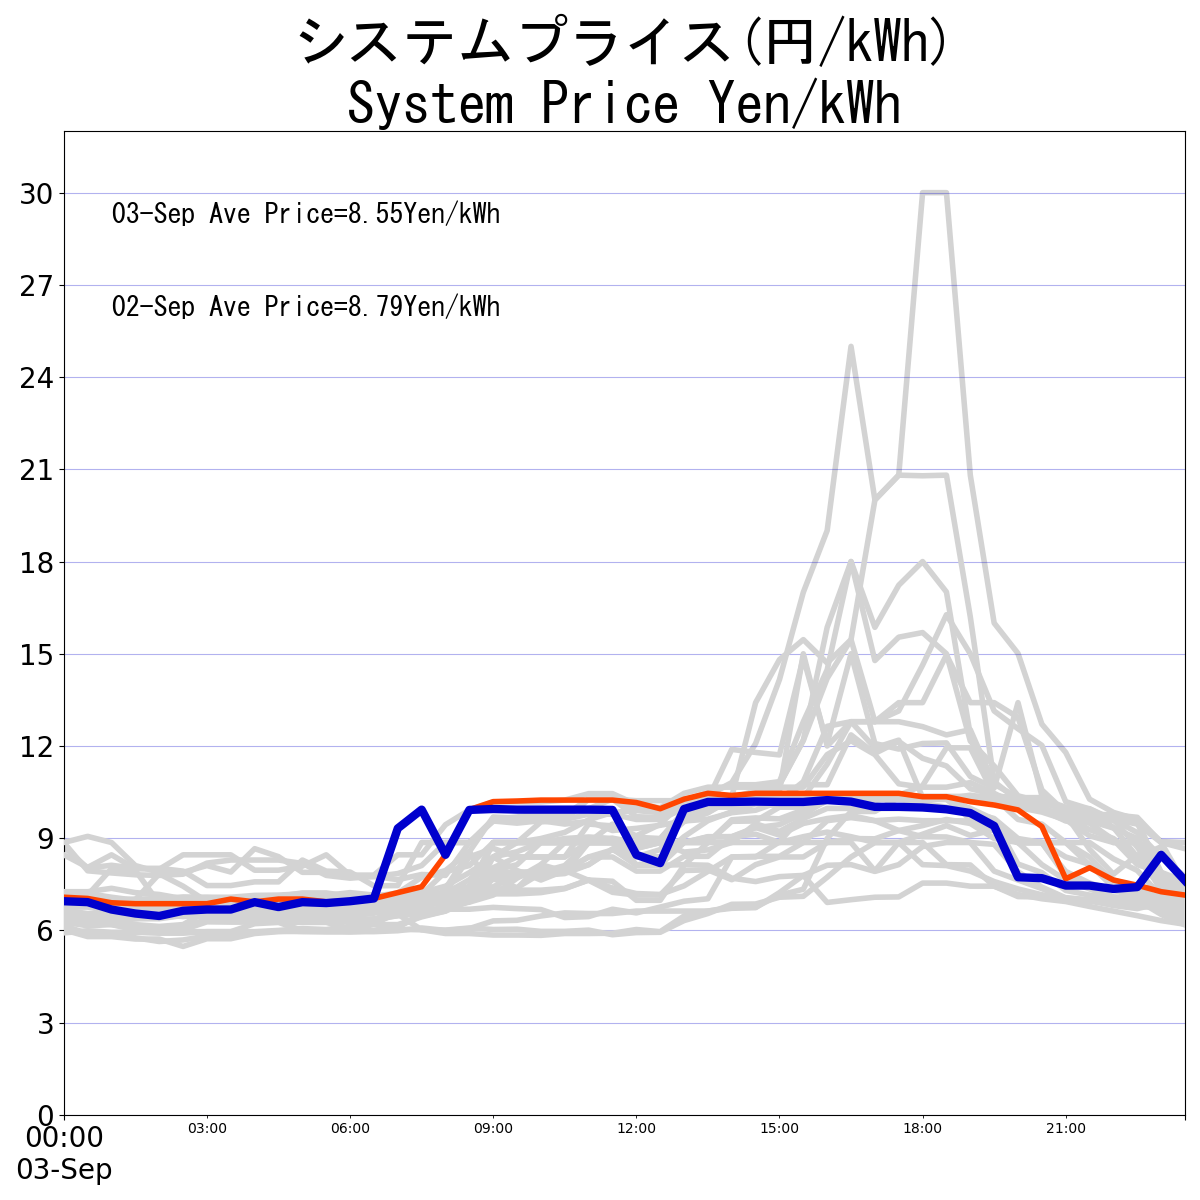 システムプライス(円/kWh)
System Price Yen/kWh
30
03-Sep Ave Price=8.55Yen/kWh
27
02-Sep Ave Price=8.79Yen/kWh
24
21
18
15
12
9
6
3
0
00:00 03:00 06:00 09:00 12:00 15:00 18:00 21:00
03-Sep